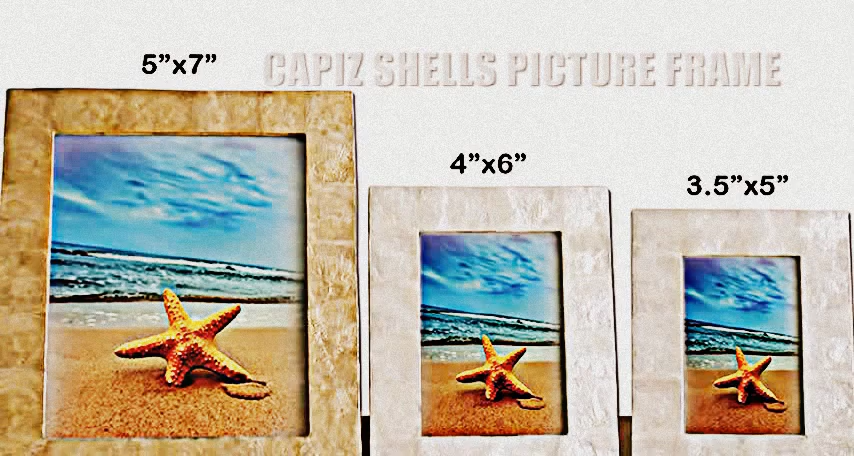 5”x7”
CAPIZ SHELLS PICTURE FRAME
4”x6”
3.5”x5”